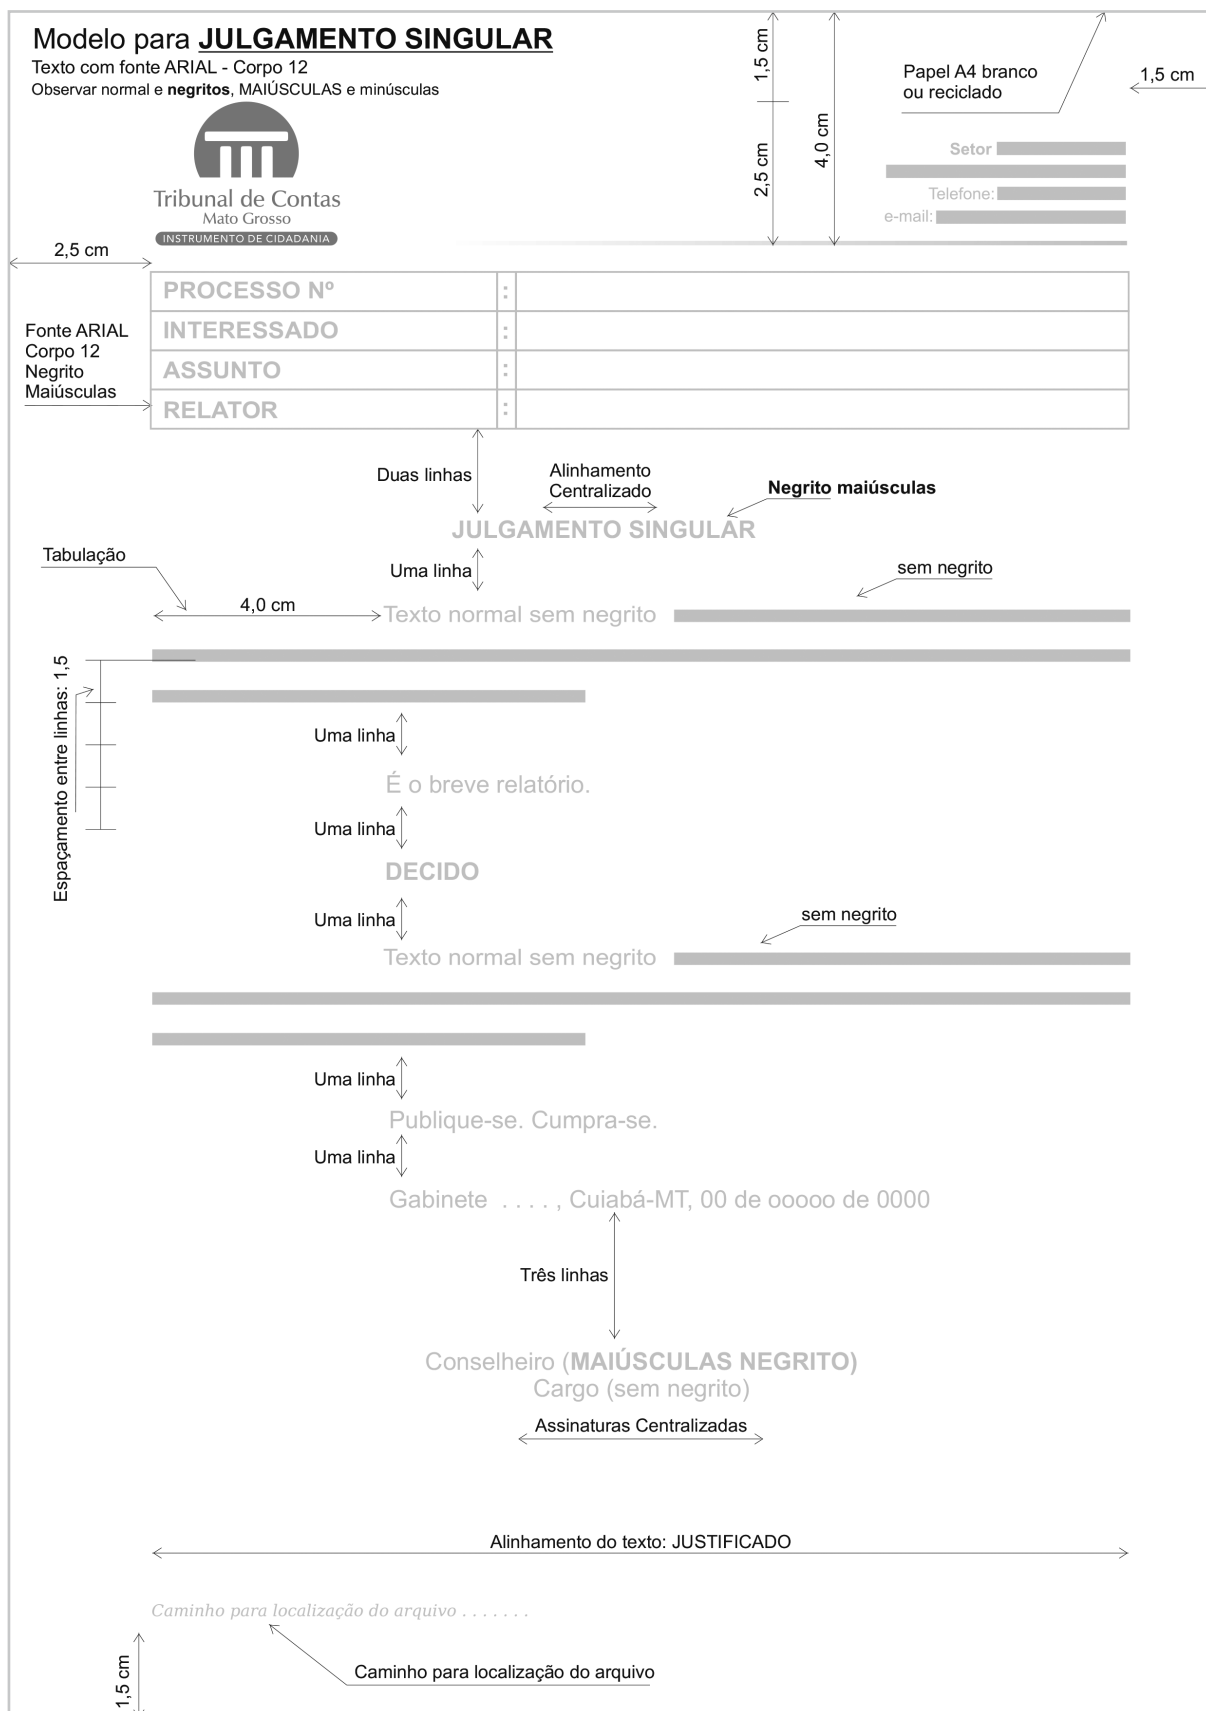 Modelo para JULGAMENTO SINGULAR
Texto com fonte ARIAL - Corpo 12
Observar normal e negritos, MAIÚSCULAS e minúsculas
1,5 cm
2,5 cm
4,0 cm
Papel A4 branco
ou reciclado
1,5 cm
Tribunal de Contas
Mato Grosso
INSTRUMENTO DE CIDADANIA
Setor
Telefone:
e-mail:
2,5 cm
PROCESSO Nº :
INTERESSADO :
ASSUNTO :
RELATOR :
Fonte ARIAL
Corpo 12
Negrito
Maiúsculas
Duas linhas
Alinhamento
Centralizado
Negrito maiúsculas
JULGAMENTO SINGULAR
Tabulação
Uma linha
sem negrito
4,0 cm
Texto normal sem negrito
Espaçamento entre linhas: 1,5
Uma linha
É o breve relatório.
Uma linha
DECIDO
Uma linha
sem negrito
Texto normal sem negrito
Uma linha
Publique-se. Cumpra-se.
Uma linha
Gabinete . . . . , Cuiabá-MT, 00 de ooooo de 0000
Três linhas
Conselheiro (MAIÚSCULAS NEGRITO)
Cargo (sem negrito)
Assinaturas Centralizadas
Alinhamento do texto: JUSTIFICADO
Caminho para localização do arquivo . . . . . . .
Caminho para localização do arquivo
1,5 cm